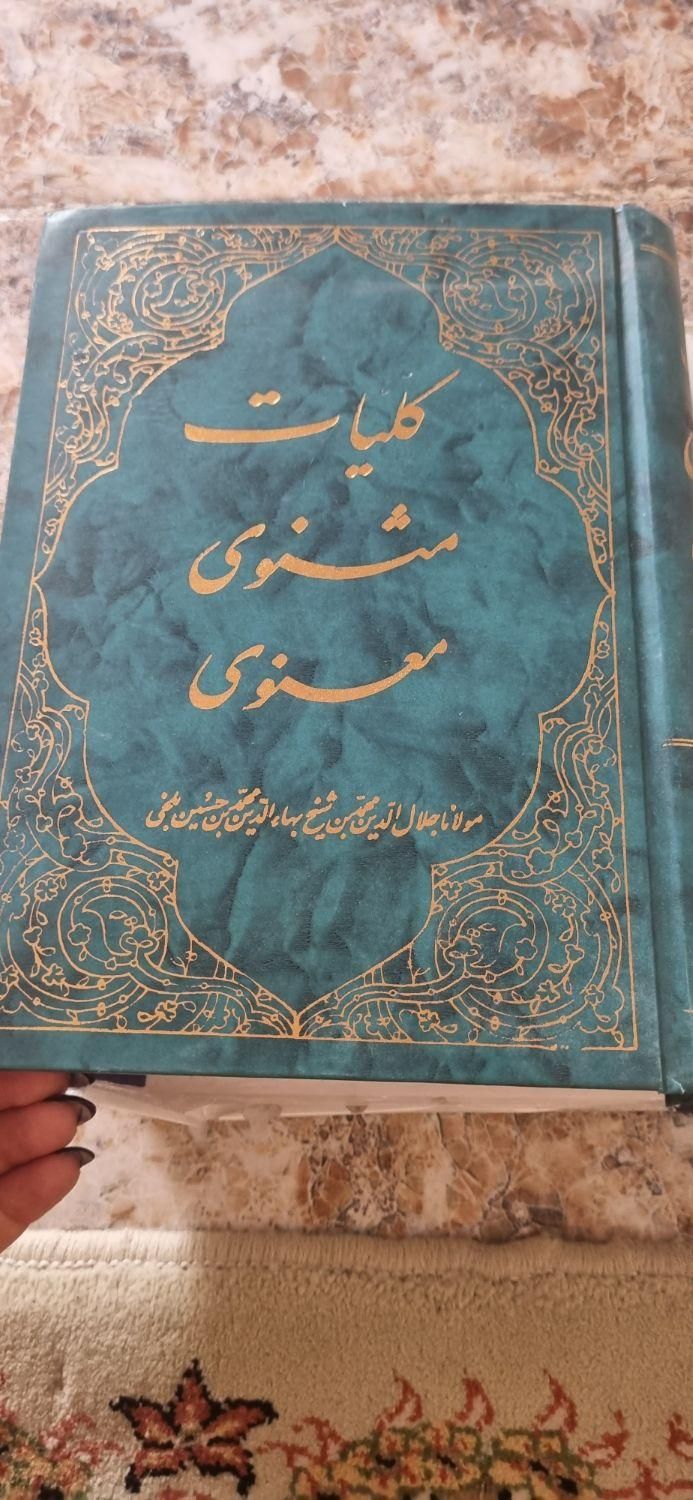 کلیات
مثنوی
معنوی
مولانا جلال الدین محمد بن شیخ بهاء الدین محمد بن حسین بلخی